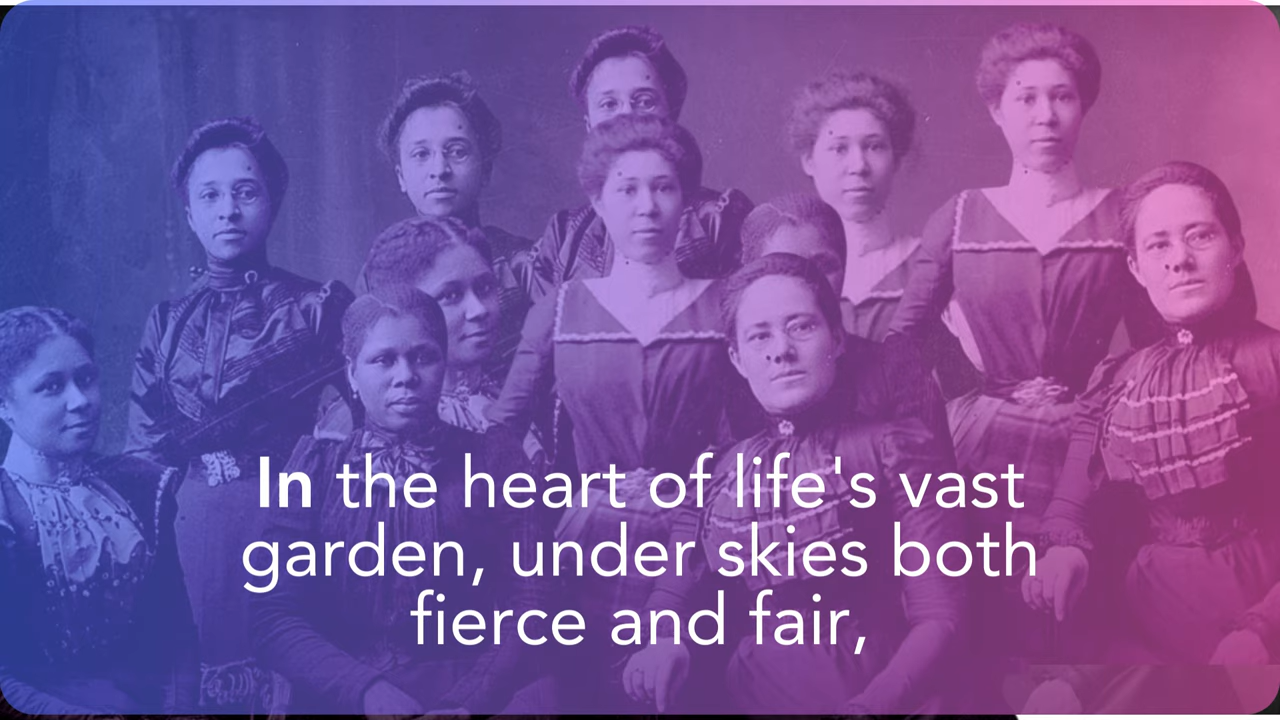 In the heart of life's vast
garden, under skies both
fierce and fair,